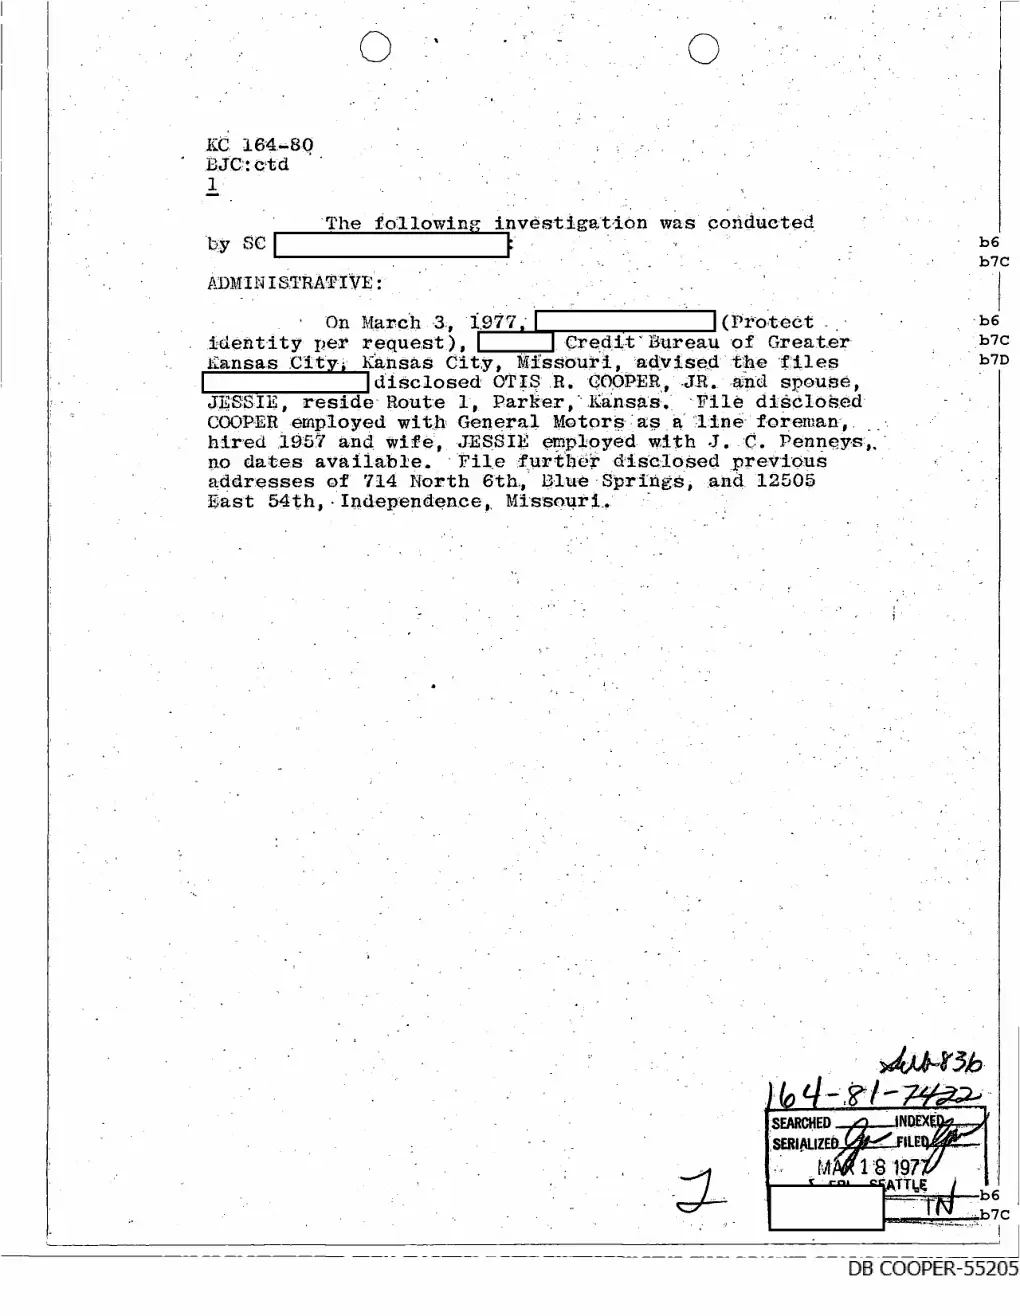 KC 164-80
BJC:ctd
1
The following investigation was conducted
by SC :
b6
b7C
ADMINISTRATIVE:
On March 3, 1977, (Protect
identity per request), Credit Bureau of Greater
Kansas City, Kansas City, Missouri, advised the files
disclosed OTIS R. COOPER, JR. and spouse,
JESSIE, reside Route 1, Parker, Kansas. File disclosed
COOPER employed with General Motors as a line foreman,
hired 1957 and wife, JESSIE employed with J. C. Penneys,
no dates available. File further disclosed previous
addresses of 714 North 6th, Blue Springs, and 12505
East 54th, Independence, Missouri.
b6
b7C
b7D
Sub-83b
164-81-7422
SEARCHED INDEXED
SERIALIZED FILED
MAR 18 1977
FBI SEATTLE
IN
b6
b7C
DB COOPER-55205